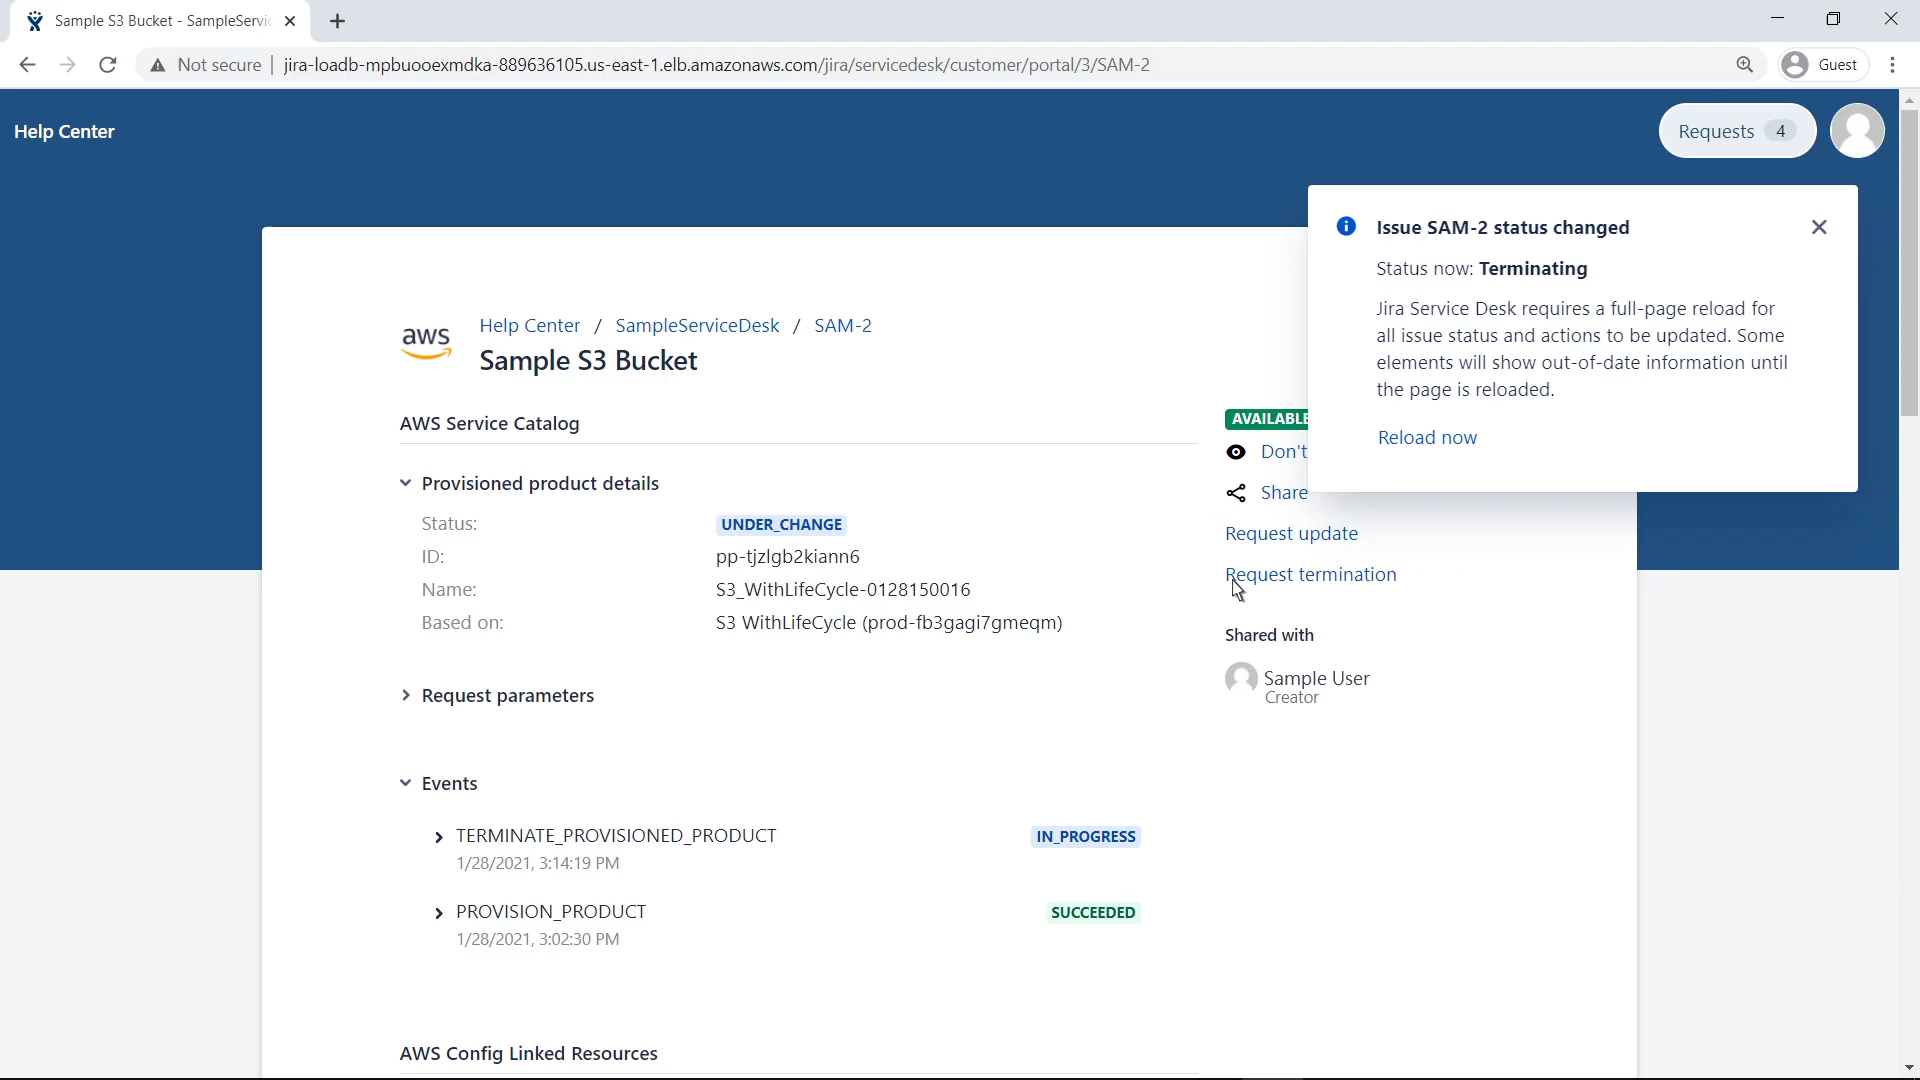 Sample S3 Bucket - SampleServic
Not secure | jira-loadb-mpbuooexmdka-889636105.us-east-1.elb.amazonaws.com/jira/servicedesk/customer/portal/3/SAM-2
Guest
Help Center
Requests 4
Issue SAM-2 status changed
Status now: Terminating
Jira Service Desk requires a full-page reload for
all issue status and actions to be updated. Some
elements will show out-of-date information until
the page is reloaded.
Reload now
aws
Help Center / SampleServiceDesk / SAM-2
Sample S3 Bucket
AWS Service Catalog
Provisioned product details
Status: UNDER_CHANGE
ID: pp-tjzlgb2kiann6
Name: S3_WithLifeCycle-0128150016
Based on: S3 WithLifeCycle (prod-fb3gagi7gmeqm)
Request parameters
Events
TERMINATE_PROVISIONED_PRODUCT IN_PROGRESS
1/28/2021, 3:14:19 PM
PROVISION_PRODUCT SUCCEEDED
1/28/2021, 3:02:30 PM
AWS Config Linked Resources
AVAILABLE
Don't
Share
Request update
Request termination
Shared with
Sample User
Creator